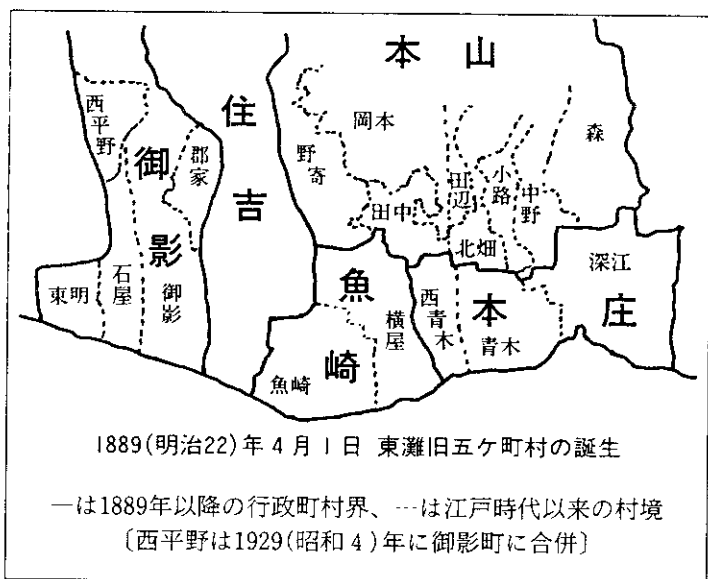 本山
住吉
御影
魚崎
本庄
西平野
郡家
東明
石屋
御影
野寄
岡本
田中
田辺
小路
中野
北畑
森
魚崎
横屋
西青木
青木
深江
1889(明治22)年4月1日 東灘旧五ケ町村の誕生
―は1889年以降の行政町村界、…は江戸時代以来の村境
〔西平野は1929(昭和4)年に御影町に合併〕